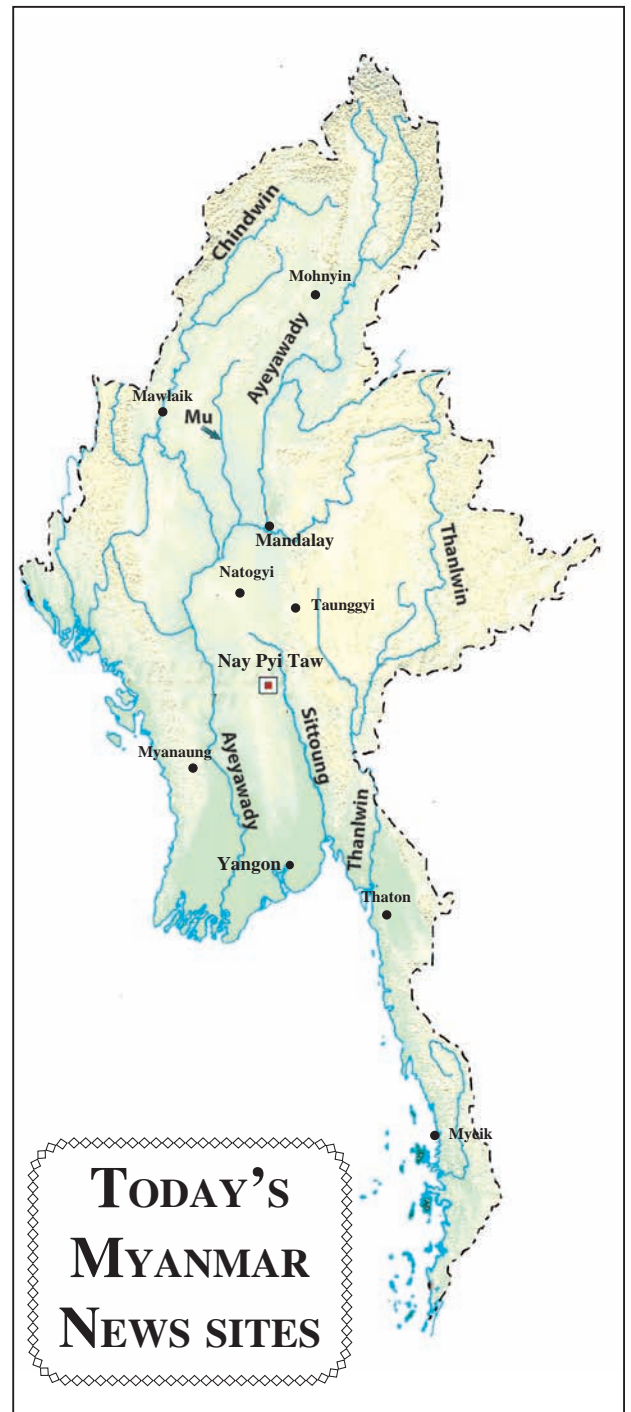 Chindwin
Mohnyin
Ayeyawady
Mawlaik
Mu
Mandalay
Thanlwin
Natogyi
Taunggyi
Nay Pyi Taw
Sittoung
Myanaung
Ayeyawady
Thanlwin
Yangon
Thaton
Myeik
TODAY'S
MYANMAR
NEWS SITES